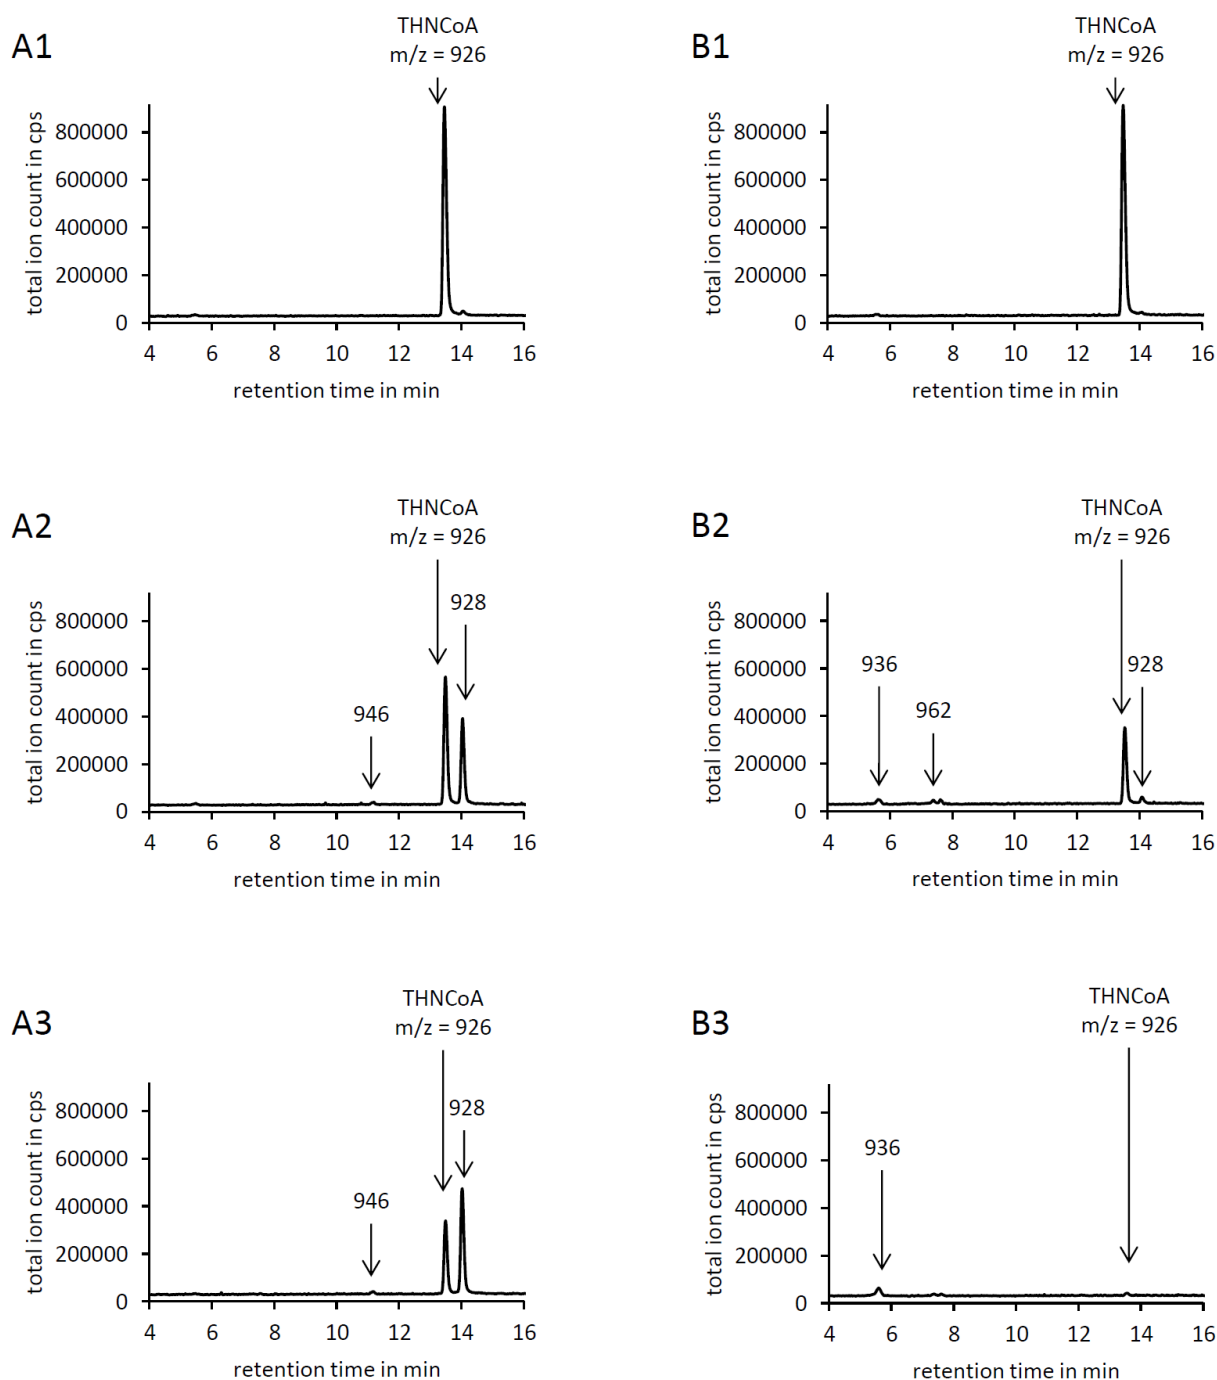 A1
THNCoA
m/z = 926
total ion count in cps
800000
600000
400000
200000
0
4 6 8 10 12 14 16
retention time in min
B1
THNCoA
m/z = 926
total ion count in cps
800000
600000
400000
200000
0
4 6 8 10 12 14 16
retention time in min
A2
THNCoA
m/z = 926
928
946
total ion count in cps
800000
600000
400000
200000
0
4 6 8 10 12 14 16
retention time in min
B2
THNCoA
m/z = 926
936
928
962
total ion count in cps
800000
600000
400000
200000
0
4 6 8 10 12 14 16
retention time in min
A3
THNCoA
m/z = 926
928
946
total ion count in cps
800000
600000
400000
200000
0
4 6 8 10 12 14 16
retention time in min
B3
THNCoA
m/z = 926
936
total ion count in cps
800000
600000
400000
200000
0
4 6 8 10 12 14 16
retention time in min